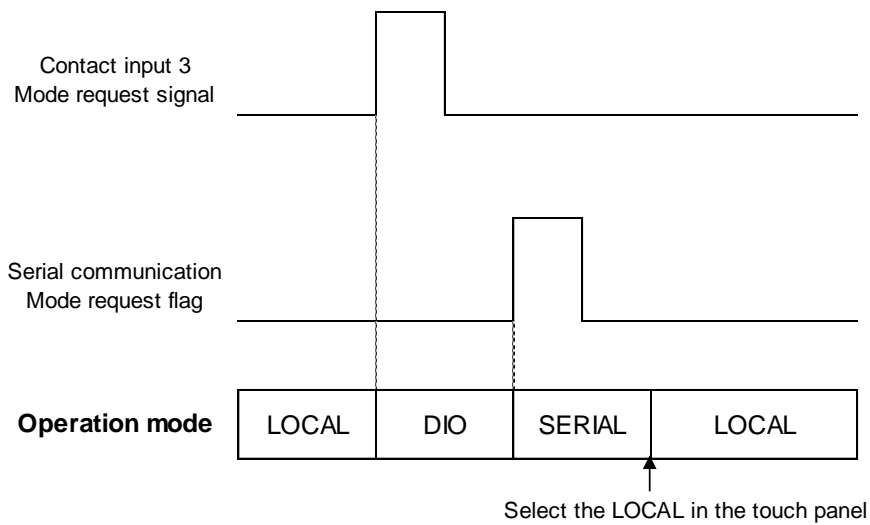 Contact input 3
Mode request signal
Serial communication
Mode request flag
Operation mode
LOCAL
DIO
SERIAL
LOCAL
Select the LOCAL in the touch panel